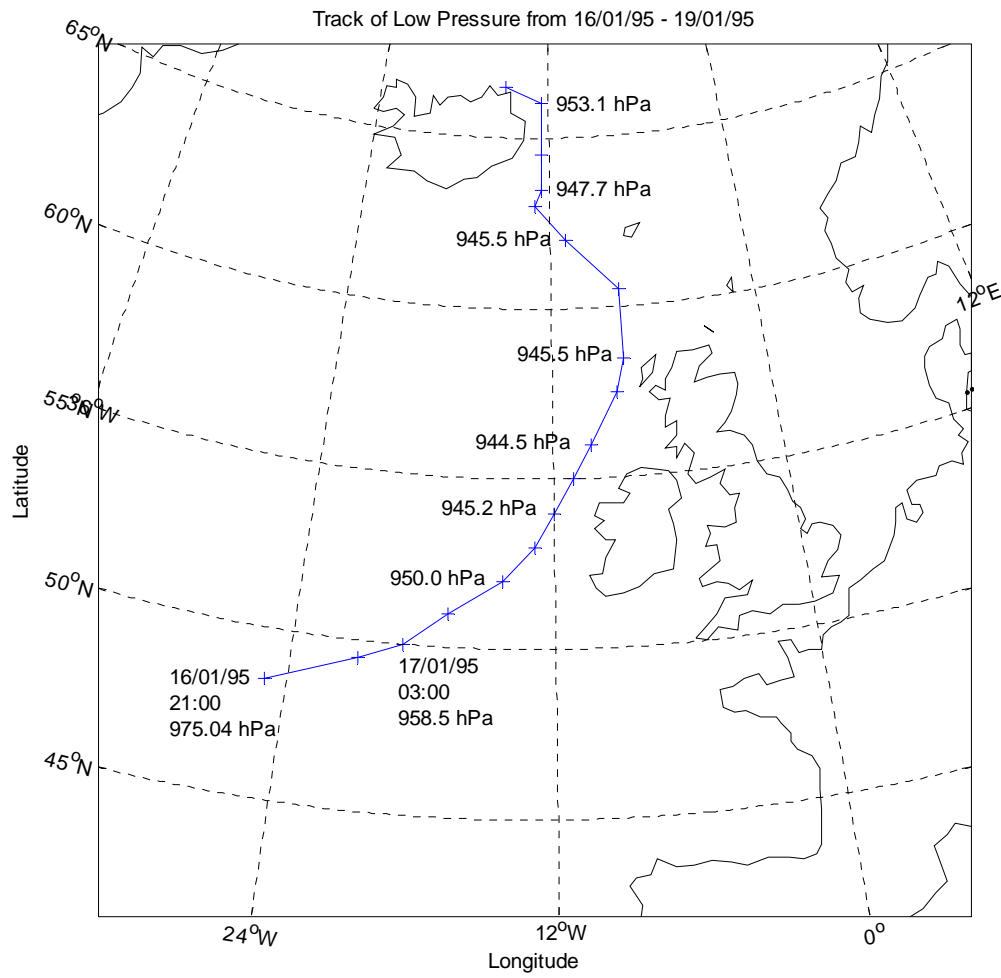 Track of Low Pressure from 16/01/95 - 19/01/95
65°N
953.1 hPa
947.7 hPa
60°N
945.5 hPa
12°E
945.5 hPa
55°N
36°W
944.5 hPa
Latitude
945.2 hPa
950.0 hPa
50°N
16/01/95
21:00
975.04 hPa
17/01/95
03:00
958.5 hPa
45°N
24°W
12°W
0°
Longitude